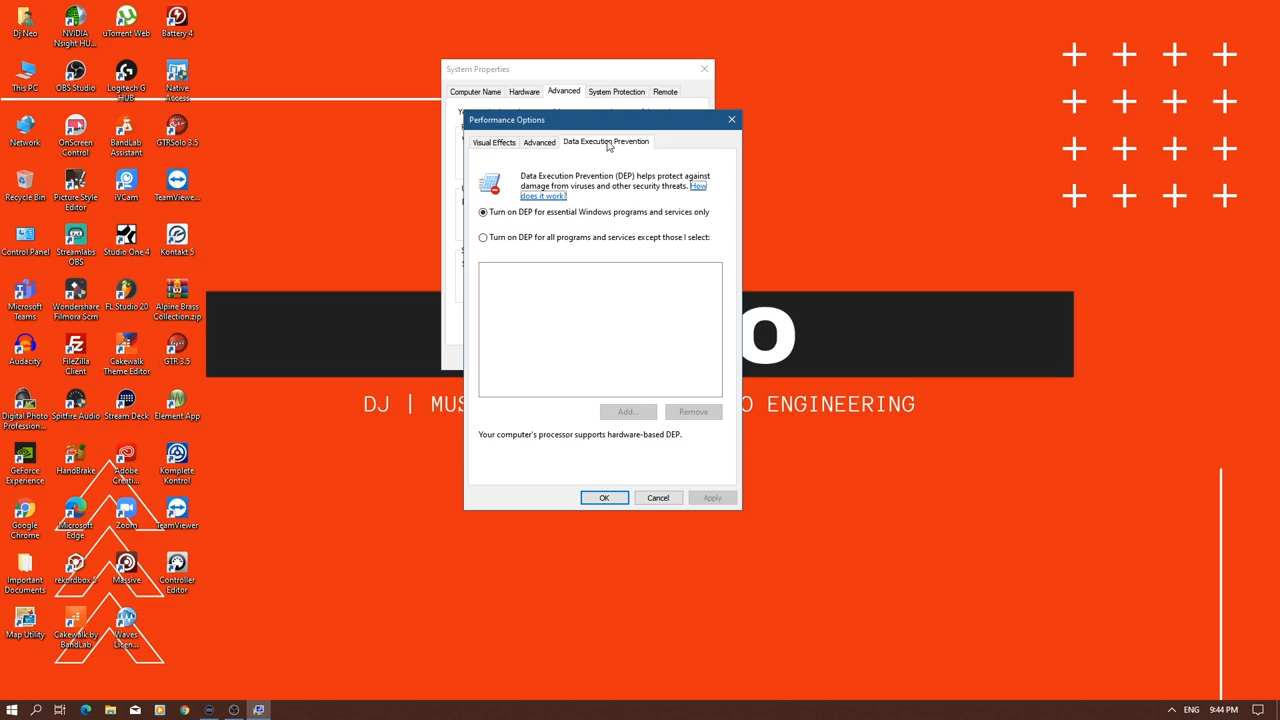 Dj Neo
NVIDIA
Nsight HU...
uTorrent Web
Battery 4
This PC
OBS Studio
Logitech G
HUB
Native
Access
Network
OnScreen
Control
BandLab
Assistant
GTRSolo 3.5
Recycle Bin
Picture Style
Editor
iVCam
TeamViewe...
Control Panel
Streamlabs
OBS
Studio One 4
Kontakt 5
Microsoft
Teams
Wondershare
Filmora Scrn
FL Studio 20
Alpine Brass
Collection.zip
Audacity
FileZilla
Client
Cakewalk
Theme Editor
GTR 3.5
Digital Photo
Profession...
Spitfire Audio
Stream Deck
Element App
GeForce
Experience
HandBrake
Adobe
Creati...
Komplete
Kontrol
Google
Chrome
Microsoft
Edge
Zoom
TeamViewer
Important
Documents
rekordbox 5
Massive
Controller
Editor
Map Utility
Cakewalk by
BandLab
Waves
Licen...
System Properties
Computer Name
Hardware
Advanced
System Protection
Remote
Performance Options
Visual Effects
Advanced
Data Execution Prevention
Data Execution Prevention (DEP) helps protect against
damage from viruses and other security threats. How
does it work?
Turn on DEP for essential Windows programs and services only
Turn on DEP for all programs and services except those I select:
Add...
Remove
Your computer's processor supports hardware-based DEP.
OK
Cancel
Apply
o
DJ | MUS
O ENGINEERING
ENG
9:44 PM